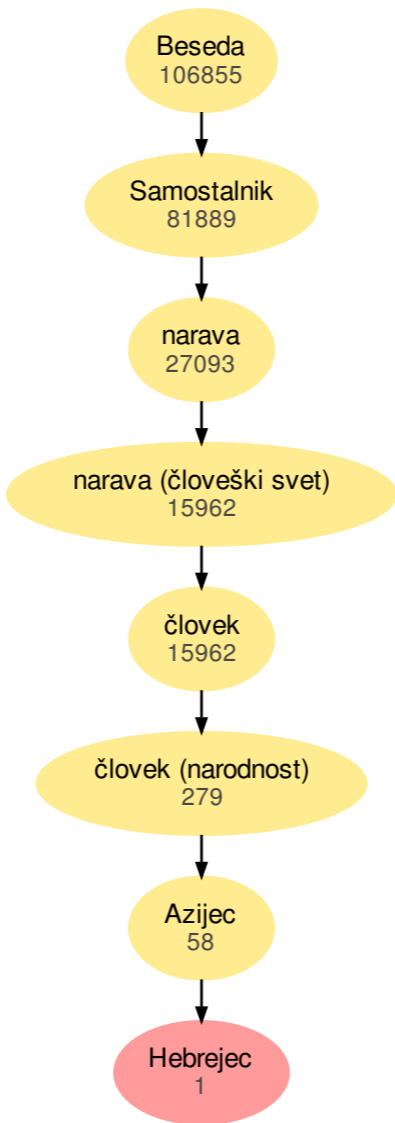 Beseda
106855
Samostalnik
81889
narava
27093
narava (človeški svet)
15962
človek
15962
človek (narodnost)
279
Azijec
58
Hebrejec
1